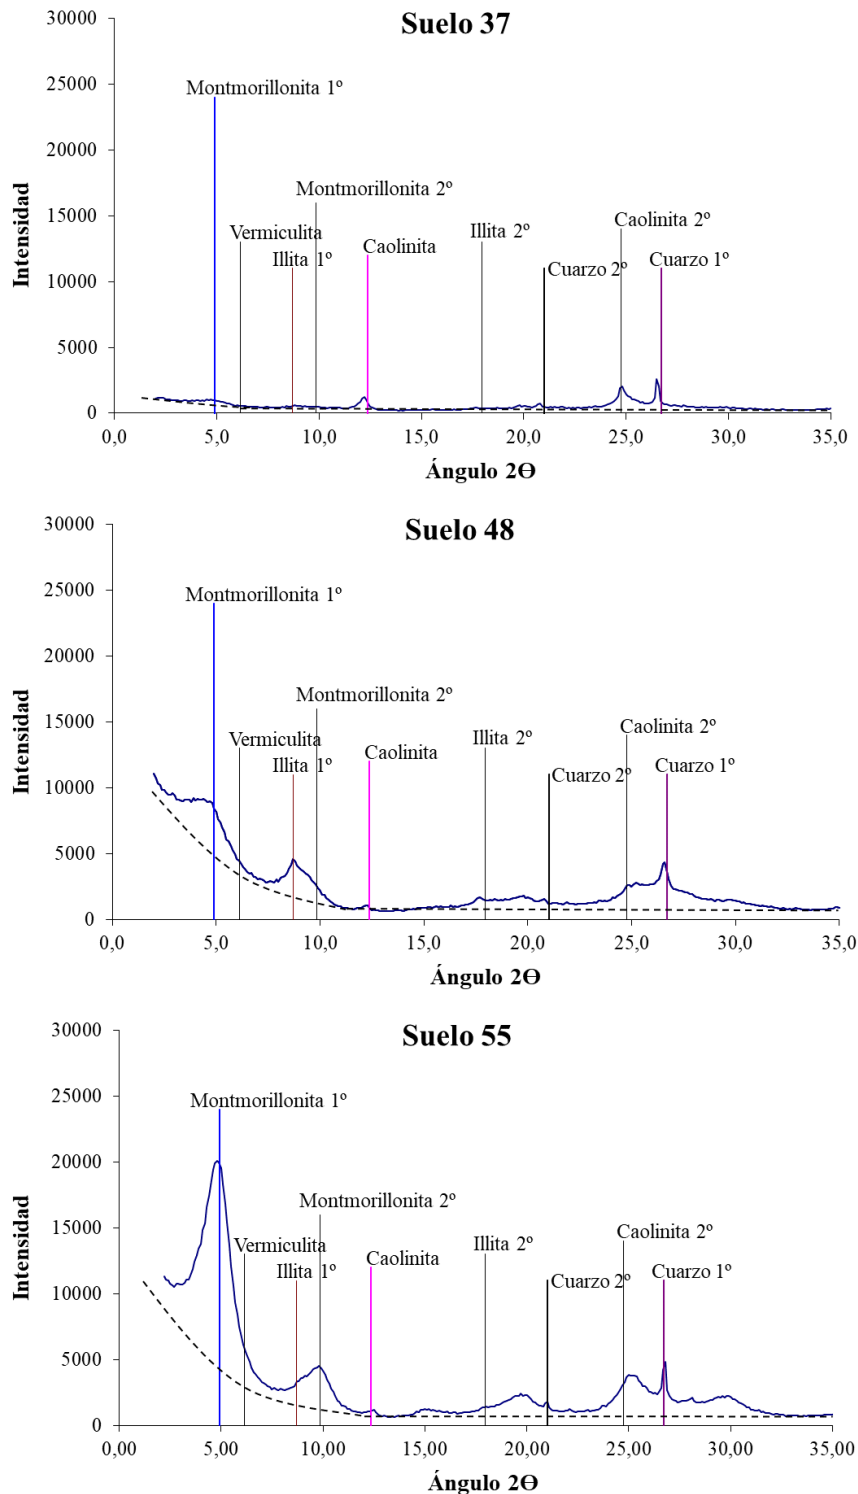 Suelo 37
30000
25000
Montmorillonita 1º
20000
Intensidad
Montmorillonita 2º
15000
Vermiculita
Illita 2º
Caolinita 2º
Illita 1º
Caolinita
Cuarzo 2º
Cuarzo 1º
10000
5000
0
0,0 5,0 10,0 15,0 20,0 25,0 30,0 35,0
Ángulo 2Ө
Suelo 48
30000
25000
Montmorillonita 1º
20000
Intensidad
Montmorillonita 2º
15000
Vermiculita
Illita 2º
Caolinita 2º
Illita 1º
Caolinita
Cuarzo 2º
Cuarzo 1º
10000
5000
0
0,0 5,0 10,0 15,0 20,0 25,0 30,0 35,0
Ángulo 2Ө
Suelo 55
30000
25000
Montmorillonita 1º
20000
Intensidad
Montmorillonita 2º
15000
Vermiculita
Illita 2º
Caolinita 2º
Illita 1º
Caolinita
Cuarzo 2º
Cuarzo 1º
10000
5000
0
0,00 5,00 10,00 15,00 20,00 25,00 30,00 35,00
Ángulo 2Ө